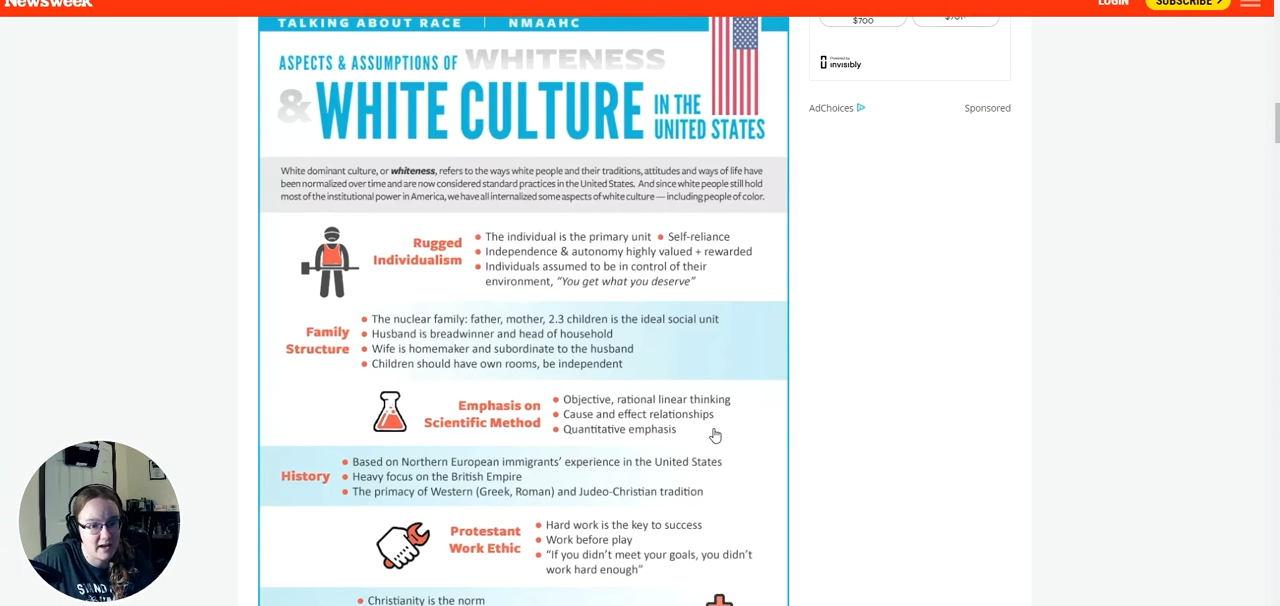 Newsweek
LOGIN
SUBSCRIBE >
TALKING ABOUT RACE | NMAAHC
ASPECTS & ASSUMPTIONS OF WHITENESS
& WHITE CULTURE IN THE
UNITED STATES
White dominant culture, or whiteness, refers to the ways white people and their traditions, attitudes and ways of life have
been normalized over time and are now considered standard practices in the United States. And since white people still hold
most of the institutional power in America, we have all internalized some aspects of white culture — including people of color.
Rugged
Individualism
• The individual is the primary unit • Self-reliance
• Independence & autonomy highly valued + rewarded
• Individuals assumed to be in control of their
environment, "You get what you deserve"
Family
Structure
• The nuclear family: father, mother, 2.3 children is the ideal social unit
• Husband is breadwinner and head of household
• Wife is homemaker and subordinate to the husband
• Children should have own rooms, be independent
Emphasis on
Scientific Method
• Objective, rational linear thinking
• Cause and effect relationships
• Quantitative emphasis
History
• Based on Northern European immigrants' experience in the United States
• Heavy focus on the British Empire
• The primacy of Western (Greek, Roman) and Judeo-Christian tradition
Protestant
Work Ethic
• Hard work is the key to success
• Work before play
• "If you didn't meet your goals, you didn't
work hard enough"
• Christianity is the norm
$700
Powered by
invisibly
AdChoices
Sponsored